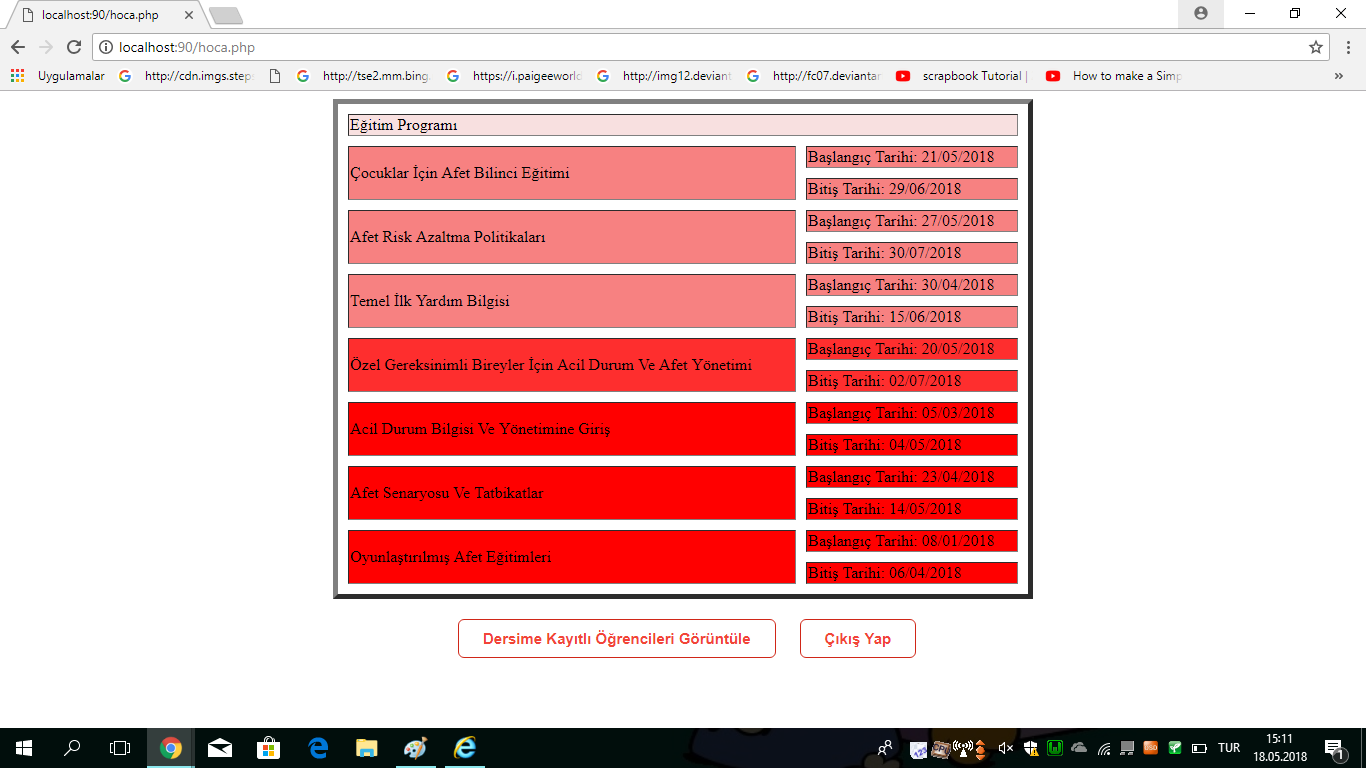 localhost:90/hoca.php
localhost:90/hoca.php
Uygulamalar
http://cdn.imgs.steps
http://tse2.mm.bing.
https://i.paigeeworld
http://img12.deviant
http://fc07.deviantar
scrapbook Tutorial |
How to make a Simp
Eğitim Programı
Çocuklar İçin Afet Bilinci Eğitimi
Başlangıç Tarihi: 21/05/2018
Bitiş Tarihi: 29/06/2018
Afet Risk Azaltma Politikaları
Başlangıç Tarihi: 27/05/2018
Bitiş Tarihi: 30/07/2018
Temel İlk Yardım Bilgisi
Başlangıç Tarihi: 30/04/2018
Bitiş Tarihi: 15/06/2018
Özel Gereksinimli Bireyler İçin Acil Durum Ve Afet Yönetimi
Başlangıç Tarihi: 20/05/2018
Bitiş Tarihi: 02/07/2018
Acil Durum Bilgisi Ve Yönetimine Giriş
Başlangıç Tarihi: 05/03/2018
Bitiş Tarihi: 04/05/2018
Afet Senaryosu Ve Tatbikatlar
Başlangıç Tarihi: 23/04/2018
Bitiş Tarihi: 14/05/2018
Oyunlaştırılmış Afet Eğitimleri
Başlangıç Tarihi: 08/01/2018
Bitiş Tarihi: 06/04/2018
Dersime Kayıtlı Öğrencileri Görüntüle
Çıkış Yap
TUR
15:11
18.05.2018
1